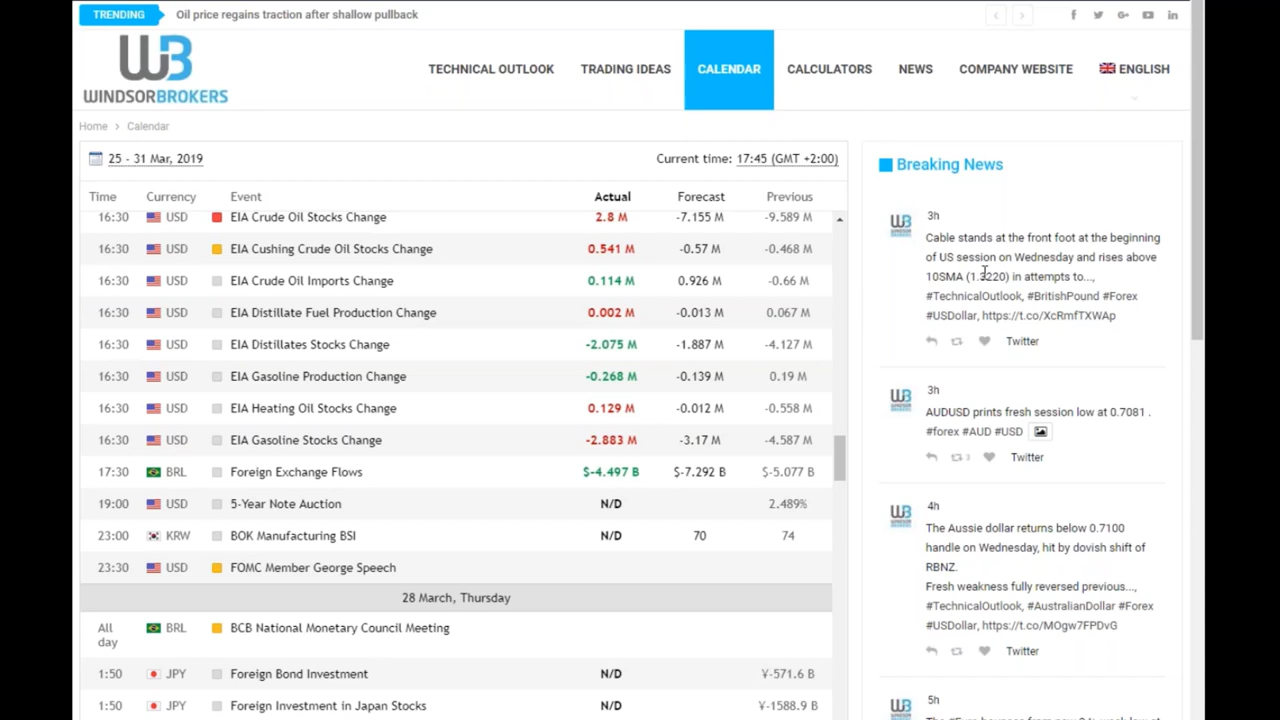 TRENDING Oil price regains traction after shallow pullback
WB
WINDSORBROKERS
TECHNICAL OUTLOOK TRADING IDEAS CALENDAR CALCULATORS NEWS COMPANY WEBSITE ENGLISH
Home > Calendar
25 - 31 Mar, 2019 Current time: 17:45 (GMT +2:00)
Time Currency Event Actual Forecast Previous
16:30 USD EIA Crude Oil Stocks Change 2.8 M -7.155 M -9.589 M
16:30 USD EIA Cushing Crude Oil Stocks Change 0.541 M -0.57 M -0.468 M
16:30 USD EIA Crude Oil Imports Change 0.114 M 0.926 M -0.66 M
16:30 USD EIA Distillate Fuel Production Change 0.002 M -0.013 M 0.067 M
16:30 USD EIA Distillates Stocks Change -2.075 M -1.887 M -4.127 M
16:30 USD EIA Gasoline Production Change -0.268 M -0.139 M 0.19 M
16:30 USD EIA Heating Oil Stocks Change 0.129 M -0.012 M -0.558 M
16:30 USD EIA Gasoline Stocks Change -2.883 M -3.17 M -4.587 M
17:30 BRL Foreign Exchange Flows $-4.497 B $-7.292 B $-5.077 B
19:00 USD 5-Year Note Auction N/D 2.489%
23:00 KRW BOK Manufacturing BSI N/D 70 74
23:30 USD FOMC Member George Speech
28 March, Thursday
All day BRL BCB National Monetary Council Meeting
1:50 JPY Foreign Bond Investment N/D ¥-571.6 B
1:50 JPY Foreign Investment in Japan Stocks N/D ¥-1588.9 B
Breaking News
3h
Cable stands at the front foot at the beginning
of US session on Wednesday and rises above
10SMA (1.3220) in attempts to...,
#TechnicalOutlook, #BritishPound #Forex
#USDollar, https://t.co/XcRmfTXWAp
Twitter
3h
AUDUSD prints fresh session low at 0.7081 .
#forex #AUD #USD
3 Twitter
4h
The Aussie dollar returns below 0.7100
handle on Wednesday, hit by dovish shift of
RBNZ.
Fresh weakness fully reversed previous...,
#TechnicalOutlook, #AustralianDollar #Forex
#USDollar, https://t.co/MOgw7FPDvG
Twitter
5h